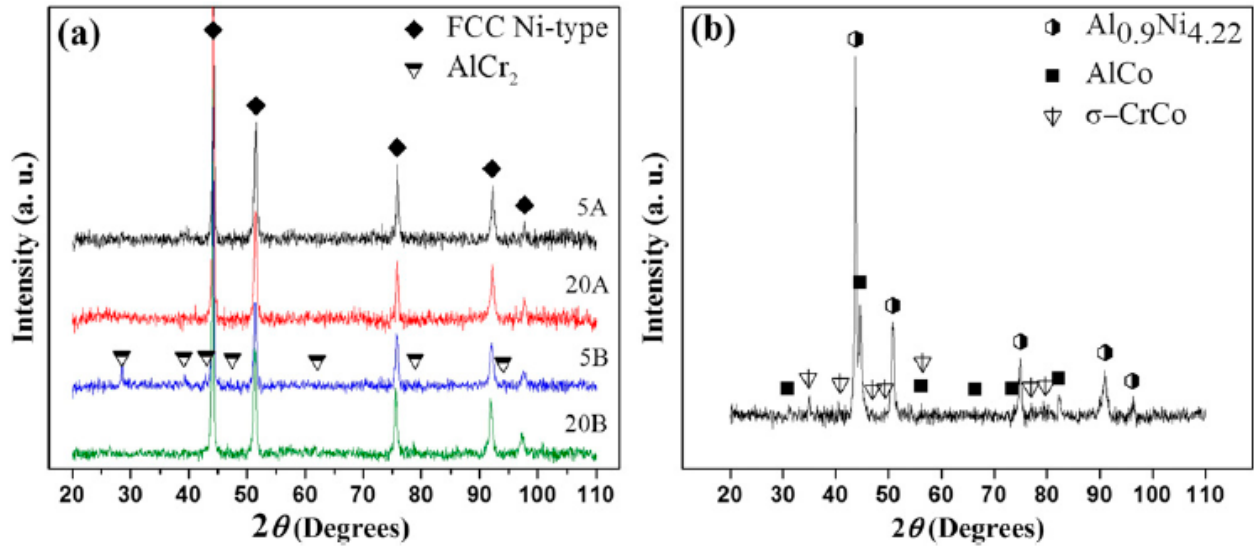 (a)
FCC Ni-type
AlCr₂
5A
20A
5B
20B
Intensity (a. u.)
20 30 40 50 60 70 80 90 100 110
2θ (Degrees)
(b)
Al₀.₉Ni₄.₂₂
AlCo
σ–CrCo
Intensity (a. u.)
20 30 40 50 60 70 80 90 100 110
2θ (Degrees)